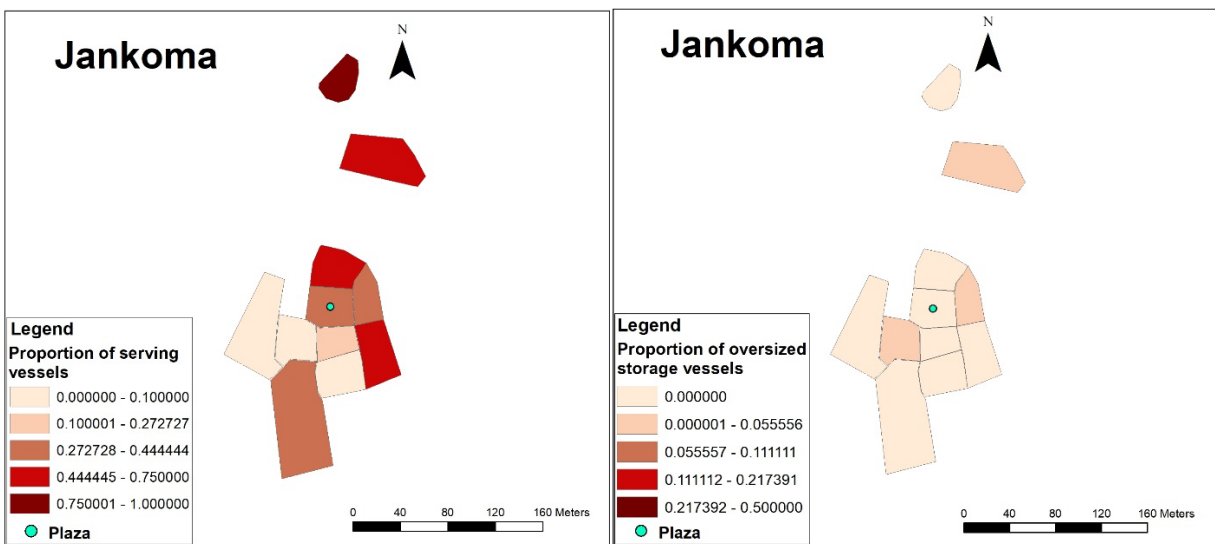 Jankoma
N
Legend
Proportion of serving
vessels
0.000000 - 0.100000
0.100001 - 0.272727
0.272728 - 0.444444
0.444445 - 0.750000
0.750001 - 1.000000
Plaza
0 40 80 120 160 Meters
Jankoma
N
Legend
Proportion of oversized
storage vessels
0.000000
0.000001 - 0.055556
0.055557 - 0.111111
0.111112 - 0.217391
0.217392 - 0.500000
Plaza
0 40 80 120 160 Meters